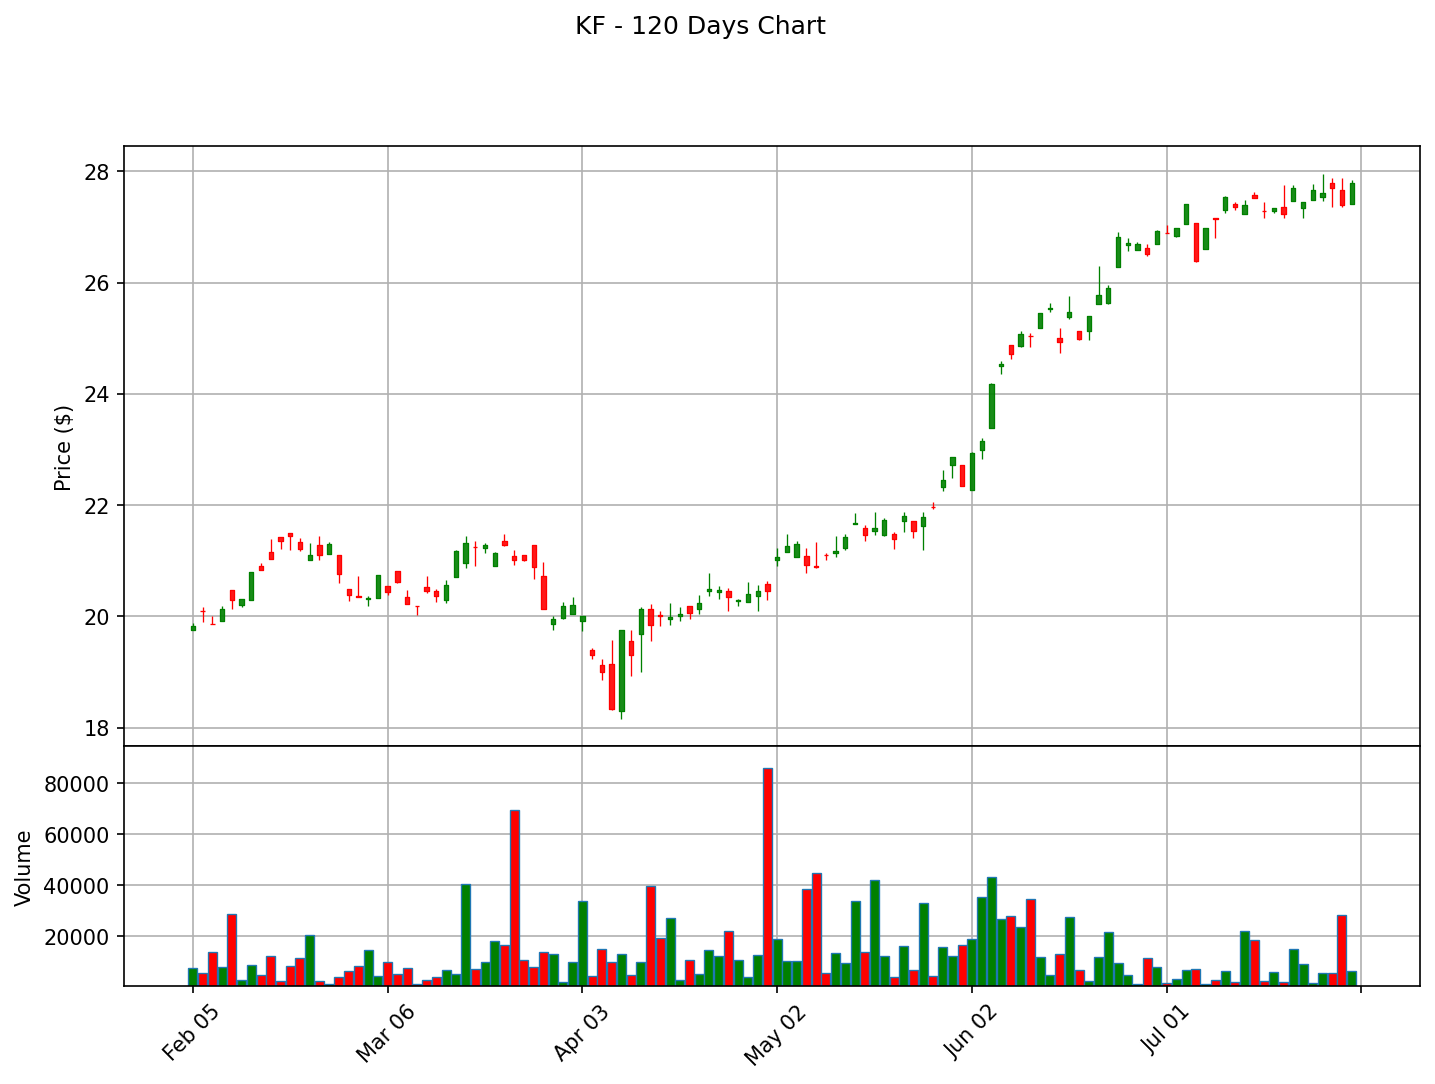 KF - 120 Days Chart
28
26
24
22
20
18
Price ($)
80000
60000
40000
20000
Volume
Feb 05
Mar 06
Apr 03
May 02
Jun 02
Jul 01